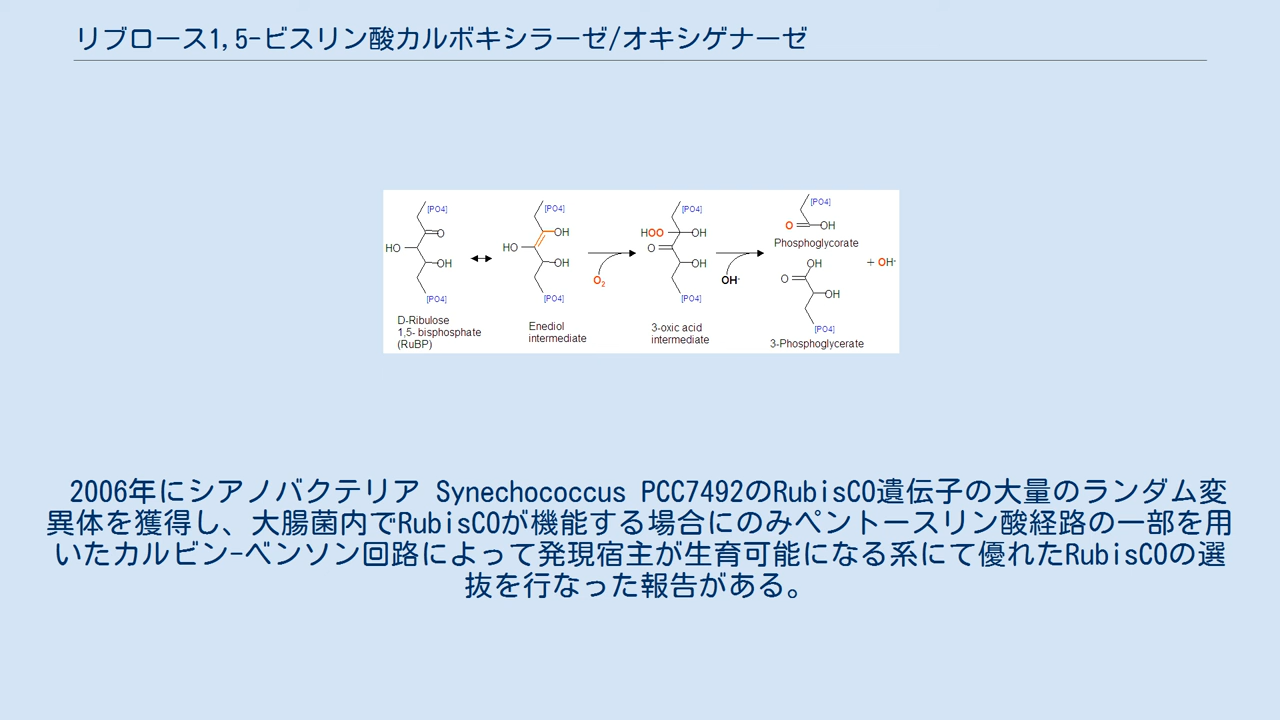 リブロース1,5-ビスリン酸カルボキシラーゼ/オキシゲナーゼ
[PO4]
O
HO
OH
[PO4]
D-Ribulose
1,5- bisphosphate
(RuBP)
[PO4]
OH
HO
OH
[PO4]
Enediol
intermediate
O2
[PO4]
HOO
OH
O
OH
[PO4]
3-oxic acid
intermediate
OH-
[PO4]
O
OH
Phosphoglycorate
OH
O
OH
[PO4]
3-Phosphoglycerate
+ OH-
2006年にシアノバクテリア Synechococcus PCC7492のRubisCO遺伝子の大量のランダム変
異体を獲得し、大腸菌内でRubisCOが機能する場合にのみペントースリン酸経路の一部を用
いたカルビン-ベンソン回路によって発現宿主が生育可能になる系にて優れたRubisCOの選
抜を行なった報告がある。